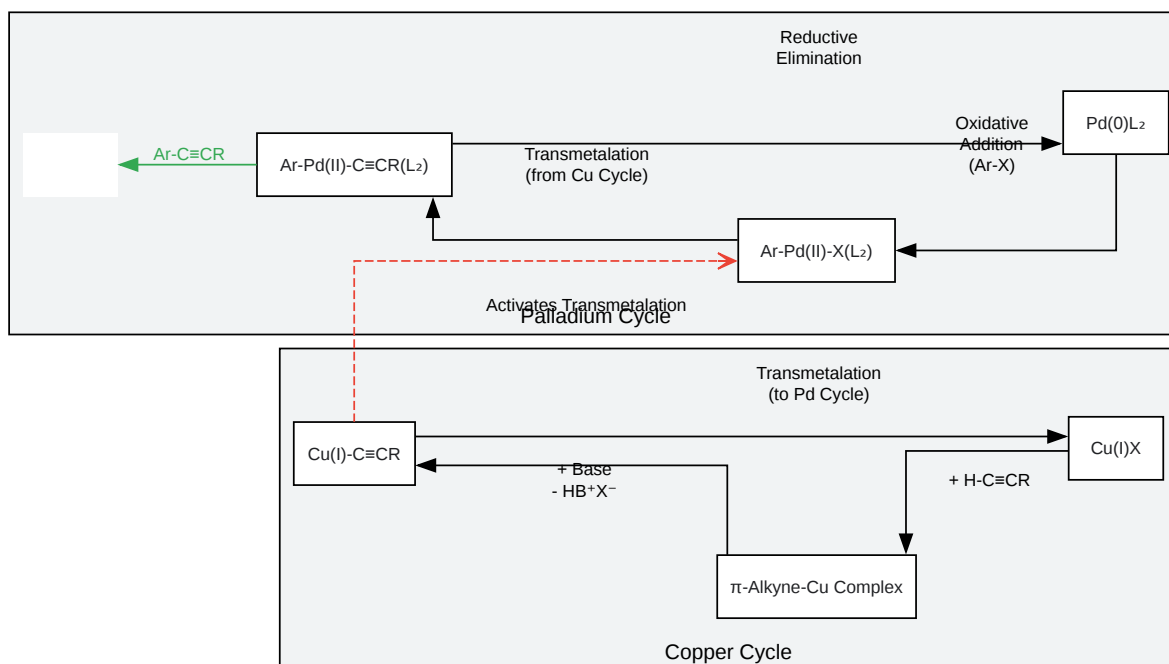 Reductive
Elimination
Pd(0)L₂
Oxidative
Addition
(Ar-X)
Ar-C≡CR
Ar-Pd(II)-C≡CR(L₂)
Transmetalation
(from Cu Cycle)
Ar-Pd(II)-X(L₂)
Activates Transmetalation
Palladium Cycle
Transmetalation
(to Pd Cycle)
Cu(I)-C≡CR
Cu(I)X
+ Base
- HB⁺X⁻
+ H-C≡CR
π-Alkyne-Cu Complex
Copper Cycle